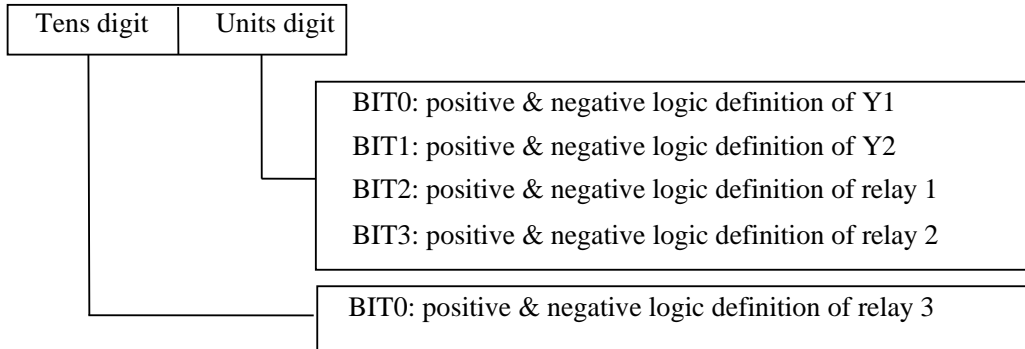 Tens digit Units digit
BIT0: positive & negative logic definition of Y1
BIT1: positive & negative logic definition of Y2
BIT2: positive & negative logic definition of relay 1
BIT3: positive & negative logic definition of relay 2
BIT0: positive & negative logic definition of relay 3